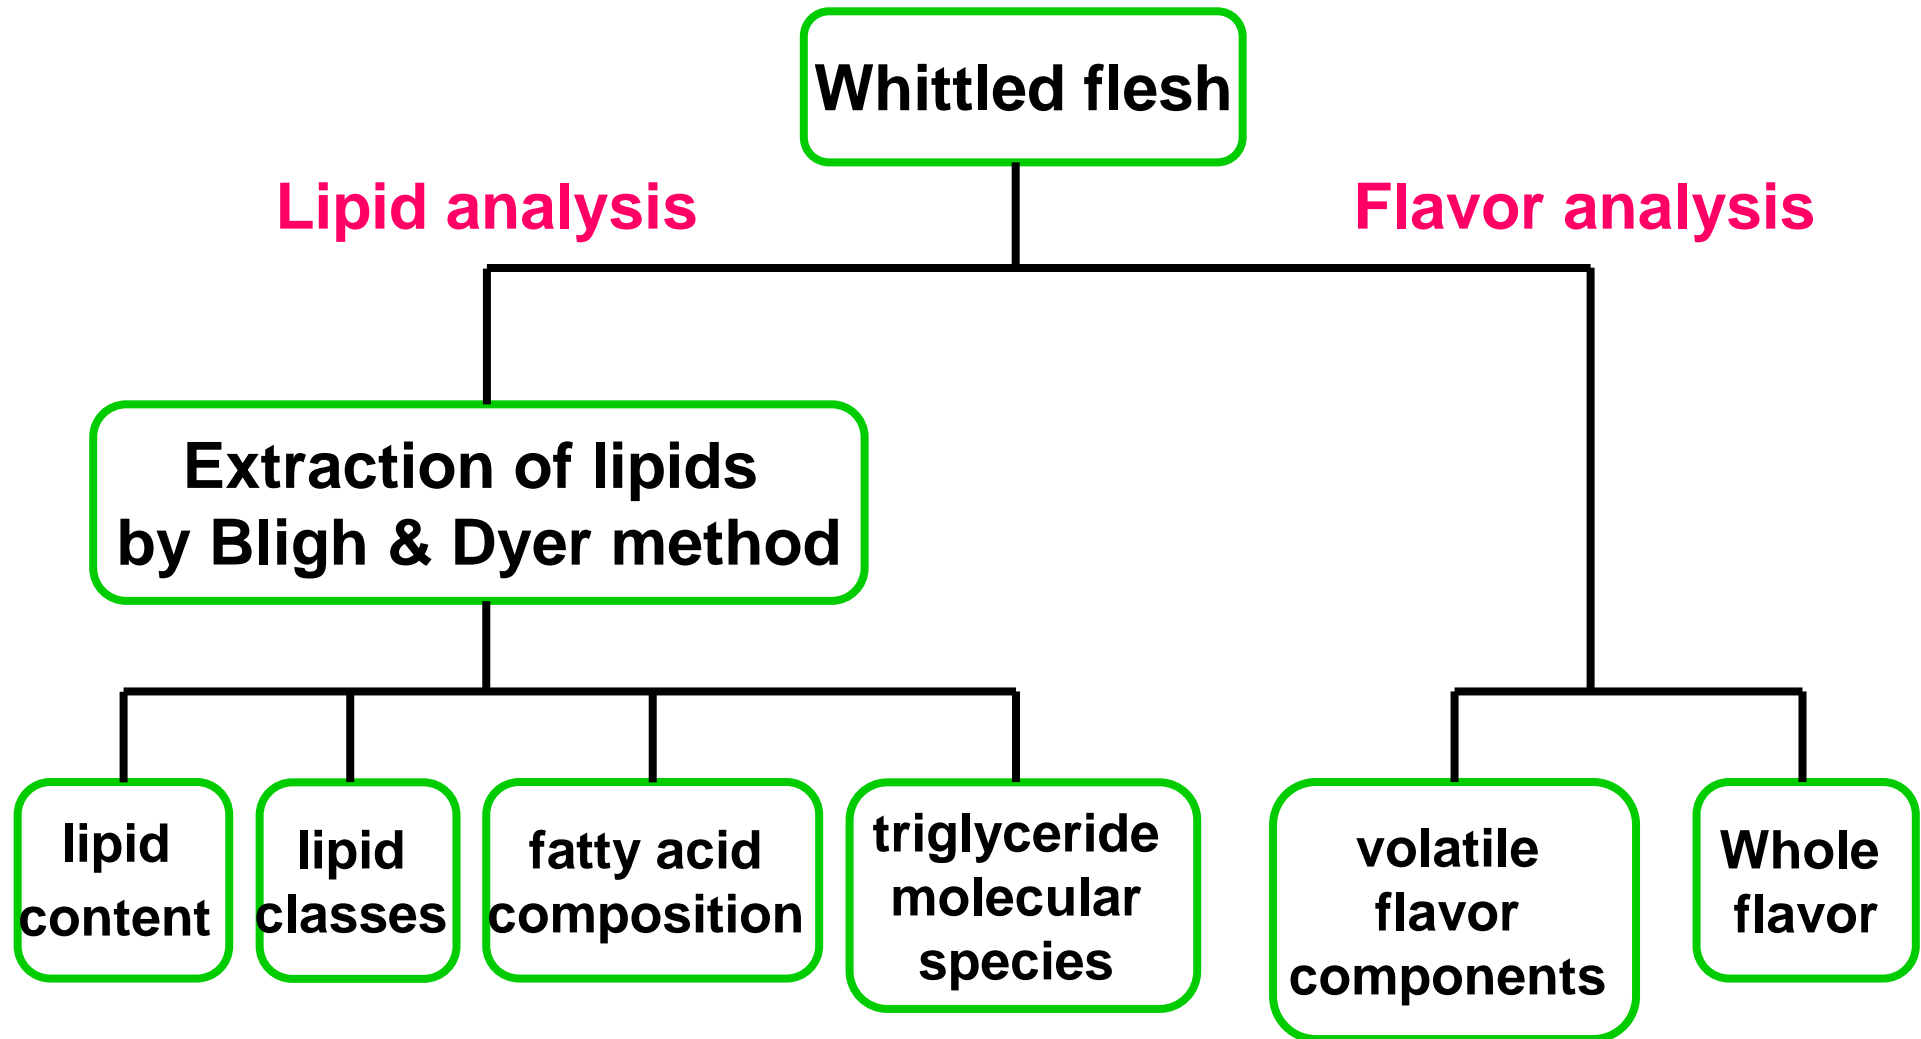 Whittled flesh
Lipid analysis
Flavor analysis
Extraction of lipids
by Bligh & Dyer method
lipid
content
lipid
classes
fatty acid
composition
triglyceride
molecular
species
volatile
flavor
components
Whole
flavor